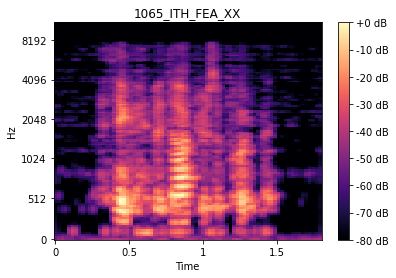 1065_ITH_FEA_XX
+0 dB
8192
-10 dB
4096
-20 dB
-30 dB
2048
Hz
-40 dB
1024
-50 dB
512
-60 dB
-70 dB
0
-80 dB
0 0.5 1 1.5
Time